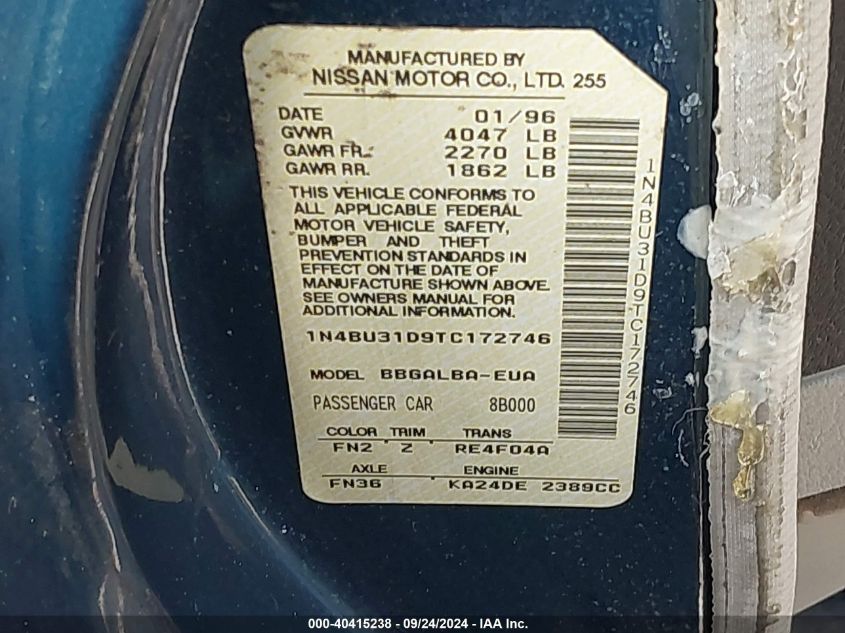 MANUFACTURED BY
NISSAN MOTOR CO., LTD. 255
DATE 01/96
GVWR 4047 LB
GAWR FR. 2270 LB
GAWR RR. 1862 LB
THIS VEHICLE CONFORMS TO
ALL APPLICABLE FEDERAL
MOTOR VEHICLE SAFETY,
BUMPER AND THEFT
PREVENTION STANDARDS IN
EFFECT ON THE DATE OF
MANUFACTURE SHOWN ABOVE.
SEE OWNERS MANUAL FOR
ADDITIONAL INFORMATION.
1N4BU31D9TC172746
MODEL BBGALBA-EUA
PASSENGER CAR 8B000
COLOR TRIM TRANS
FN2 Z RE4F04A
AXLE ENGINE
FN36 KA24DE 2389CC
1N4BU31D9TC172746
000-40415238 - 09/24/2024 - IAA Inc.